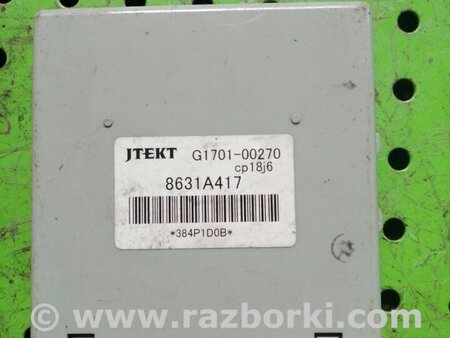 JTEKT G1701-00270
cp18j6
8631A417
*384P1D0B*
www.razborki.com